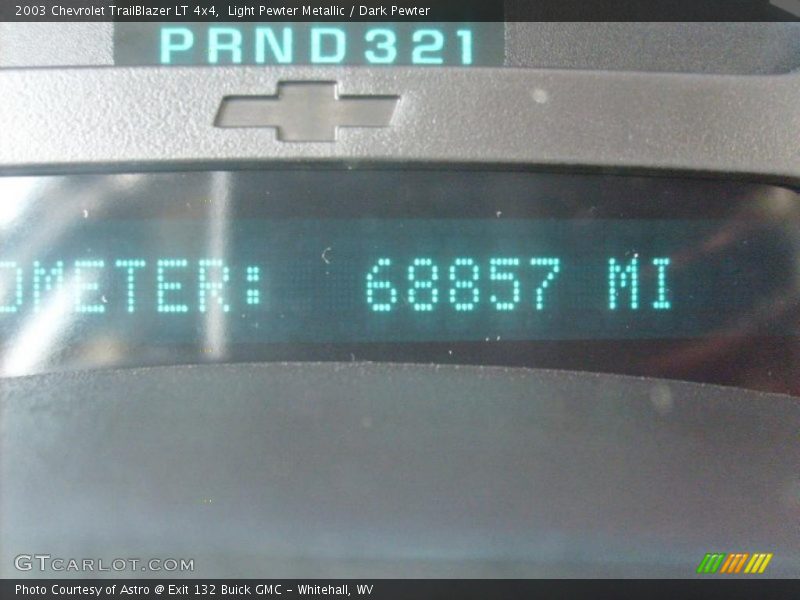 2003 Chevrolet TrailBlazer LT 4x4, Light Pewter Metallic / Dark Pewter
PRND321
OMETER: 68857 MI
GTCARLOT.COM
Photo Courtesy of Astro @ Exit 132 Buick GMC - Whitehall, WV